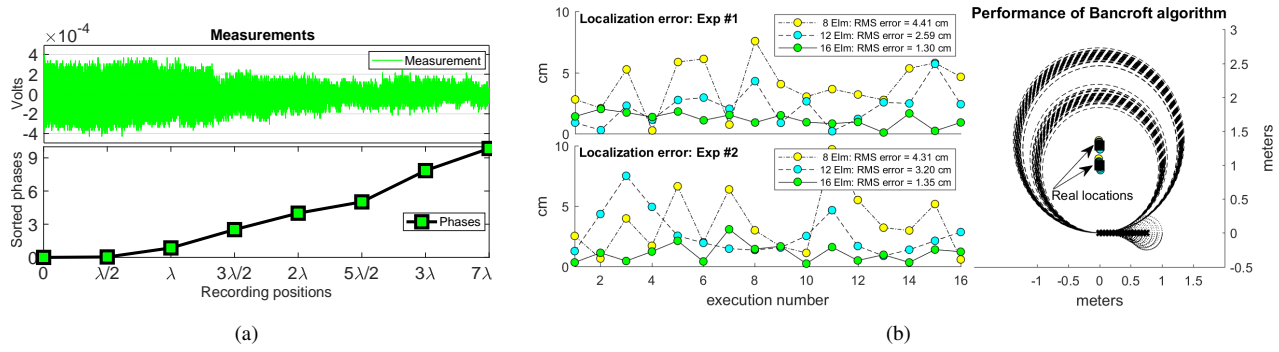 ×10-4
Measurements
4
2
0
-2
-4
Volts
Measurement
9
6
3
0
Sorted phases
Phases
0
λ/2
λ
3λ/2
2λ
5λ/2
3λ
7λ
Recording positions
(a)
Localization error: Exp #1
10
5
0
cm
8 Elm: RMS error = 4.41 cm
12 Elm: RMS error = 2.59 cm
16 Elm: RMS error = 1.30 cm
Localization error: Exp #2
10
5
0
cm
8 Elm: RMS error = 4.31 cm
12 Elm: RMS error = 3.20 cm
16 Elm: RMS error = 1.35 cm
2 4 6 8 10 12 14 16
execution number
Performance of Bancroft algorithm
3
2.5
2
1.5
1
0.5
0
-0.5
meters
Real locations
-1 -0.5 0 0.5 1 1.5
meters
(b)